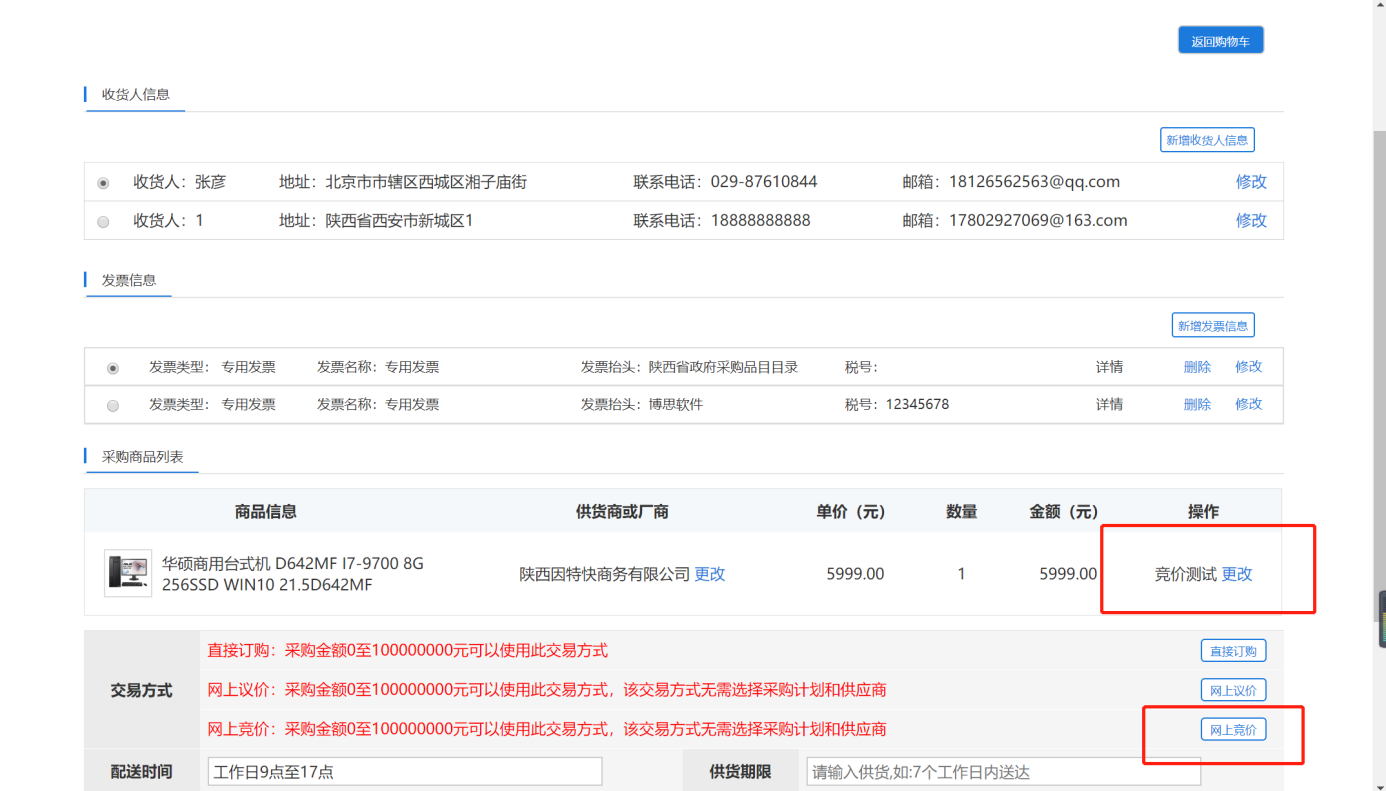 返回购物车
收货人信息
新增收货人信息
收货人：张彦 地址：北京市市辖区西城区湘子庙街 联系电话：029-87610844 邮箱：18126562563@qq.com 修改
收货人：1 地址：陕西省西安市新城区1 联系电话：18888888888 邮箱：17802927069@163.com 修改
发票信息
新增发票信息
发票类型： 专用发票 发票名称：专用发票 发票抬头：陕西省政府采购品目目录 税号： 详情 删除 修改
发票类型： 专用发票 发票名称：专用发票 发票抬头：博思软件 税号：12345678 详情 删除 修改
采购商品列表
商品信息 供货商或厂商 单价（元） 数量 金额（元） 操作
华硕商用台式机 D642MF I7-9700 8G
256SSD WIN10 21.5D642MF
陕西因特快商务有限公司 更改 5999.00 1 5999.00 竞价测试 更改
交易方式
直接订购：采购金额0至100000000元可以使用此交易方式 直接订购
网上议价：采购金额0至100000000元可以使用此交易方式，该交易方式无需选择采购计划和供应商 网上议价
网上竞价：采购金额0至100000000元可以使用此交易方式，该交易方式无需选择采购计划和供应商 网上竞价
配送时间 工作日9点至17点 供货期限 请输入供货,如:7个工作日内送达